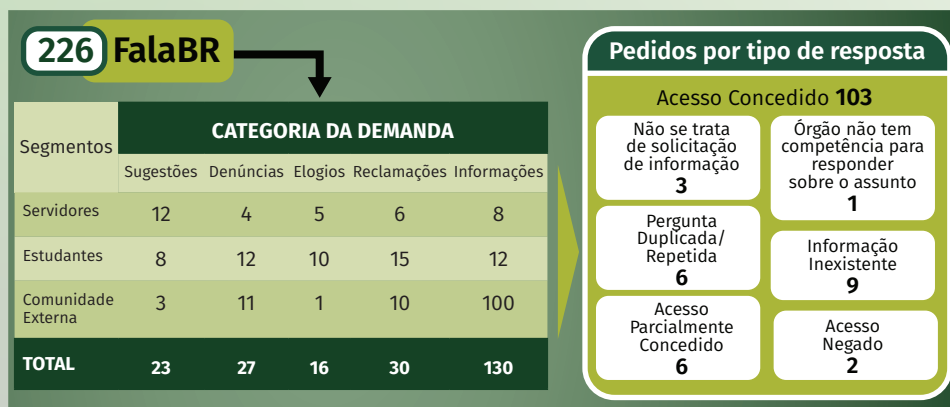 226 FalaBR
Segmentos
CATEGORIA DA DEMANDA
Sugestões Denúncias Elogios Reclamações Informações
Servidores 12 4 5 6 8
Estudantes 8 12 10 15 12
Comunidade
Externa 3 11 1 10 100
TOTAL 23 27 16 30 130
Pedidos por tipo de resposta
Acesso Concedido 103
Não se trata
de solicitação
de informação
3
Órgão não tem
competência para
responder
sobre o assunto
1
Pergunta
Duplicada/
Repetida
6
Informação
Inexistente
9
Acesso
Parcialmente
Concedido
6
Acesso
Negado
2